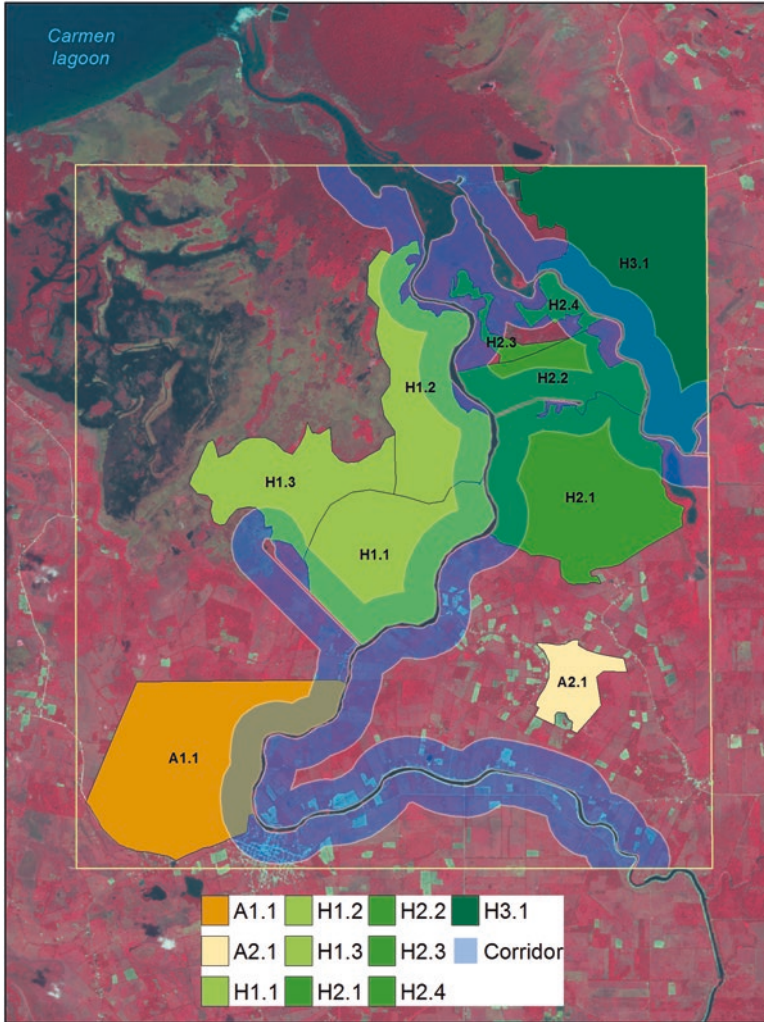 Carmen
lagoon
H3.1
H2.4
H2.3
H2.2
H1.2
H1.3
H2.1
H1.1
A2.1
A1.1
A1.1 H1.2 H2.2 H3.1
A2.1 H1.3 H2.3 Corridor
H1.1 H2.1 H2.4